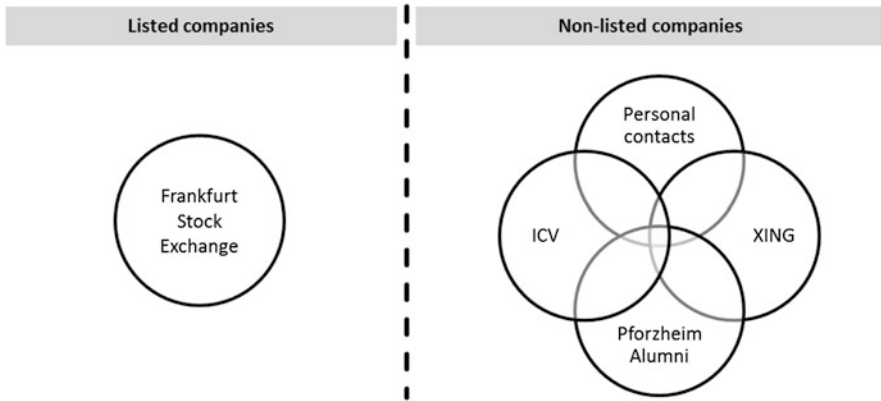 Listed companies
Non-listed companies
Frankfurt
Stock
Exchange
Personal
contacts
ICV
XING
Pforzheim
Alumni